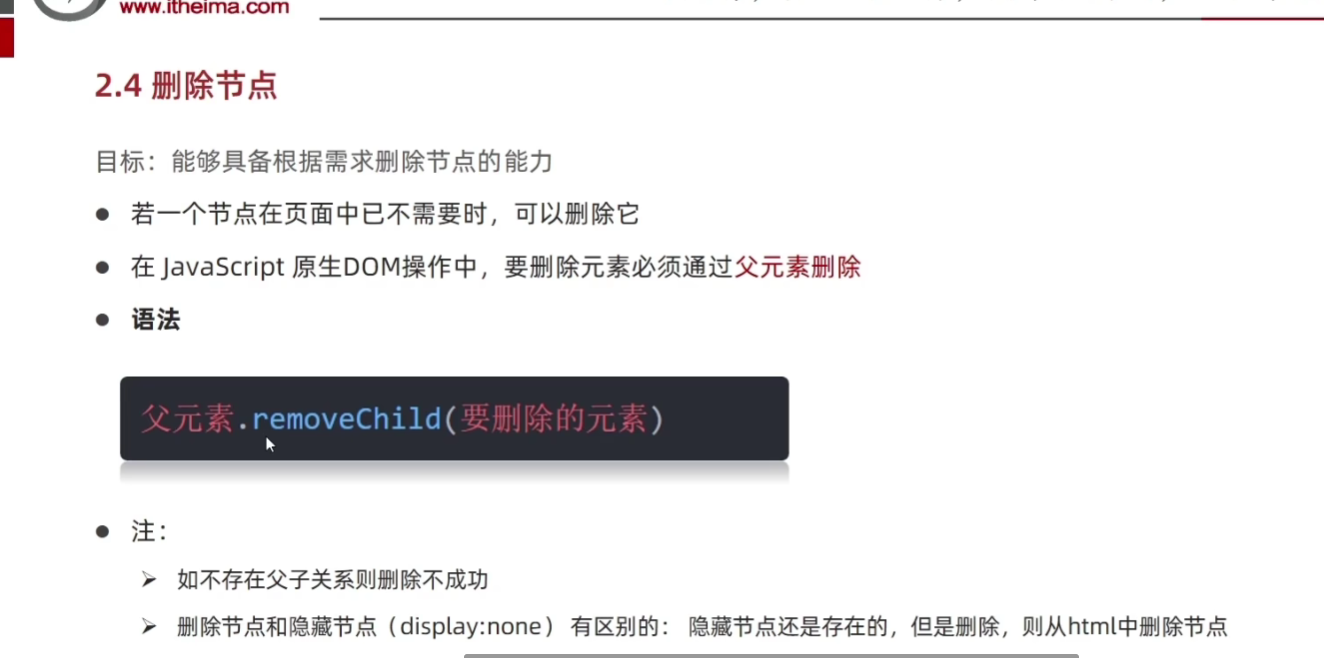 www.itheima.com
2.4 删除节点
目标：能够具备根据需求删除节点的能力
● 若一个节点在页面中已不需要时，可以删除它
● 在 JavaScript 原生DOM操作中，要删除元素必须通过父元素删除
● 语法
父元素.removeChild(要删除的元素)
● 注：
➢ 如不存在父子关系则删除不成功
➢ 删除节点和隐藏节点（display:none） 有区别的： 隐藏节点还是存在的，但是删除，则从html中删除节点